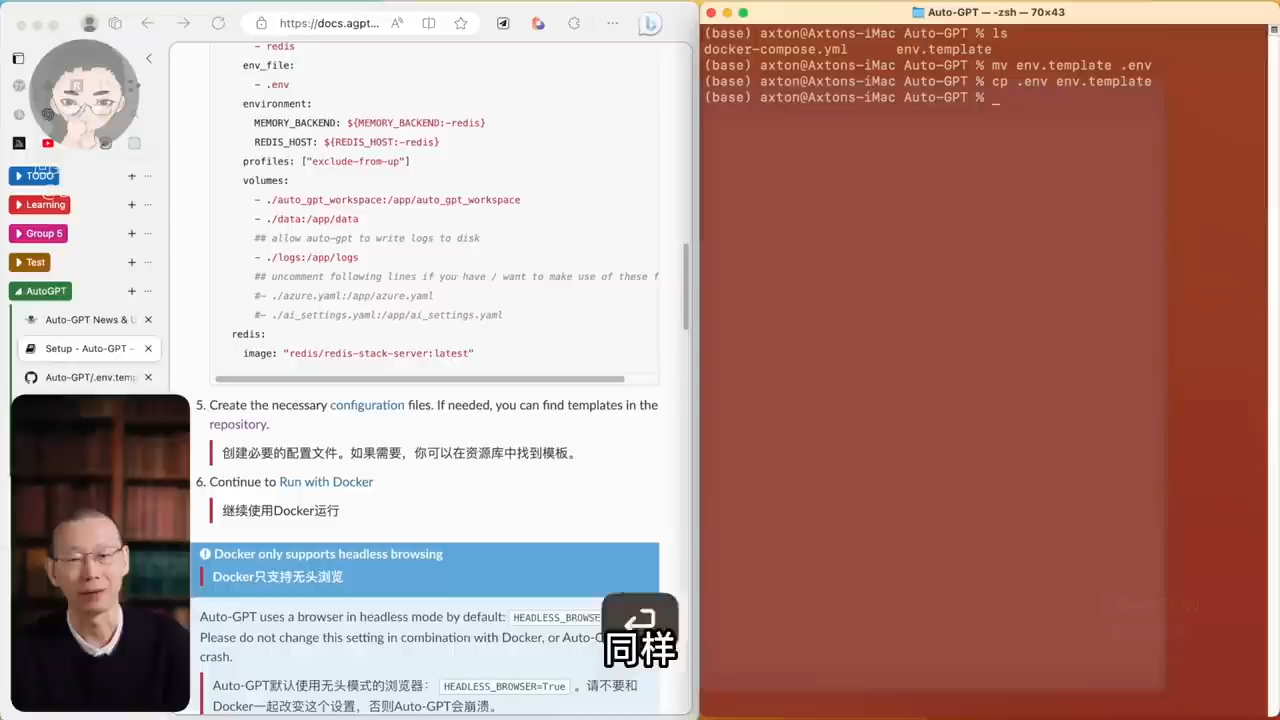 https://docs.agpt...
TODO
Learning
Group 5
Test
AutoGPT
Auto-GPT News & U
Setup - Auto-GPT -
Auto-GPT/.env.temp
- redis
env_file:
- .env
environment:
MEMORY_BACKEND: ${MEMORY_BACKEND:-redis}
REDIS_HOST: ${REDIS_HOST:-redis}
profiles: ["exclude-from-up"]
volumes:
- ./auto_gpt_workspace:/app/auto_gpt_workspace
- ./data:/app/data
## allow auto-gpt to write logs to disk
- ./logs:/app/logs
## uncomment following lines if you have / want to make use of these f
#- ./azure.yaml:/app/azure.yaml
#- ./ai_settings.yaml:/app/ai_settings.yaml
redis:
image: "redis/redis-stack-server:latest"
5. Create the necessary configuration files. If needed, you can find templates in the
repository.
创建必要的配置文件。如果需要，你可以在资源库中找到模板。
6. Continue to Run with Docker
继续使用Docker运行
Docker only supports headless browsing
Docker只支持无头浏览
Auto-GPT uses a browser in headless mode by default: HEADLESS_BROWSE
Please do not change this setting in combination with Docker, or Auto-G
crash.
Auto-GPT默认使用无头模式的浏览器： HEADLESS_BROWSER=True 。请不要和
Docker一起改变这个设置，否则Auto-GPT会崩溃。
同样
Auto-GPT — -zsh — 70×43
(base) axton@Axtons-iMac Auto-GPT % ls
docker-compose.yml env.template
(base) axton@Axtons-iMac Auto-GPT % mv env.template .env
(base) axton@Axtons-iMac Auto-GPT % cp .env env.template
(base) axton@Axtons-iMac Auto-GPT % _